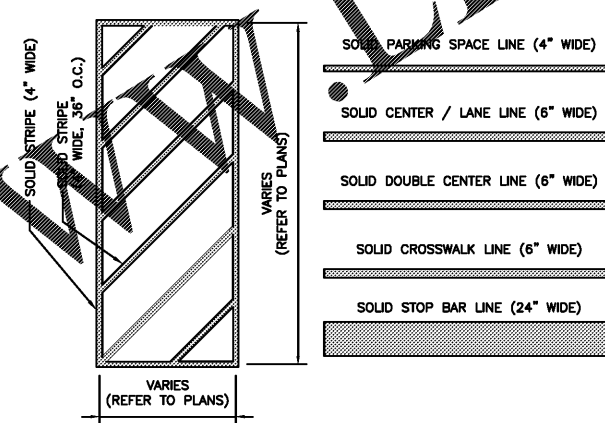 SOLID STRIPE (4" WIDE)
SOLID STRIPE
WIDE, 36" O.C.)
VARIES
(REFER TO PLANS)
VARIES
(REFER TO PLANS)
SOLID PARKING SPACE LINE (4" WIDE)
SOLID CENTER / LANE LINE (6" WIDE)
SOLID DOUBLE CENTER LINE (6" WIDE)
SOLID CROSSWALK LINE (6" WIDE)
SOLID STOP BAR LINE (24" WIDE)